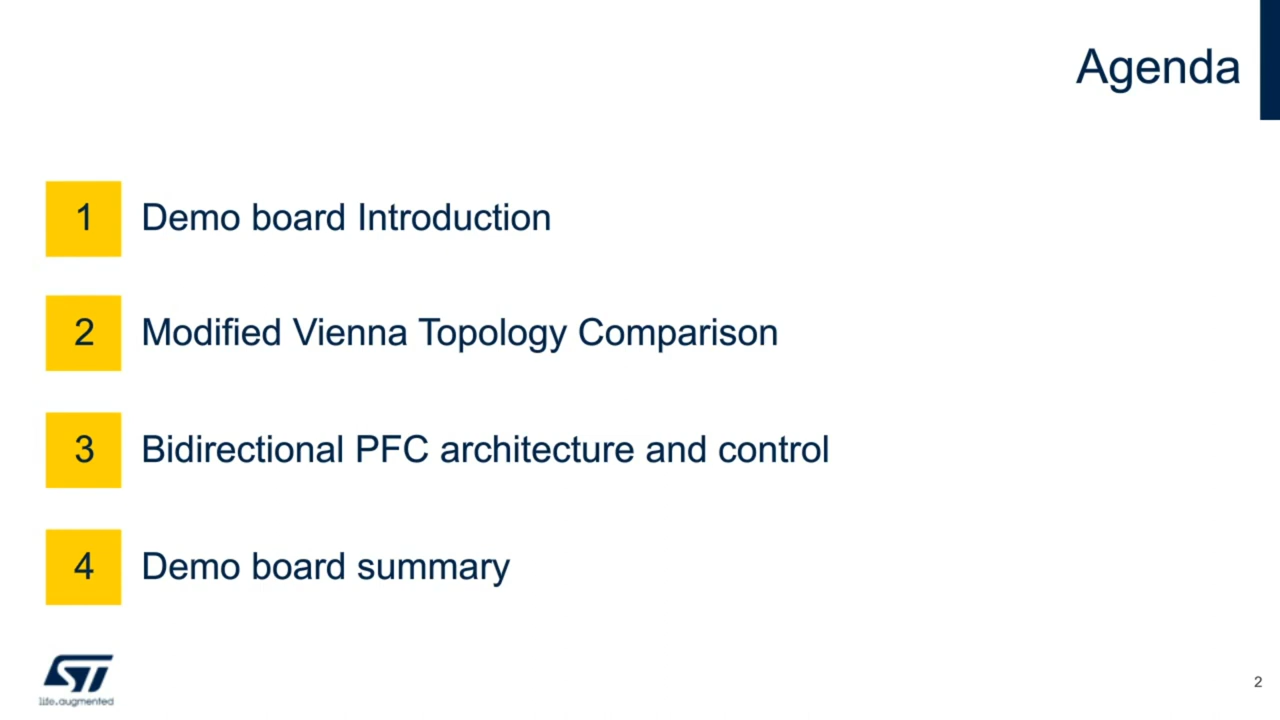 Agenda
1 Demo board Introduction
2 Modified Vienna Topology Comparison
3 Bidirectional PFC architecture and control
4 Demo board summary
ST
life.augmented
2